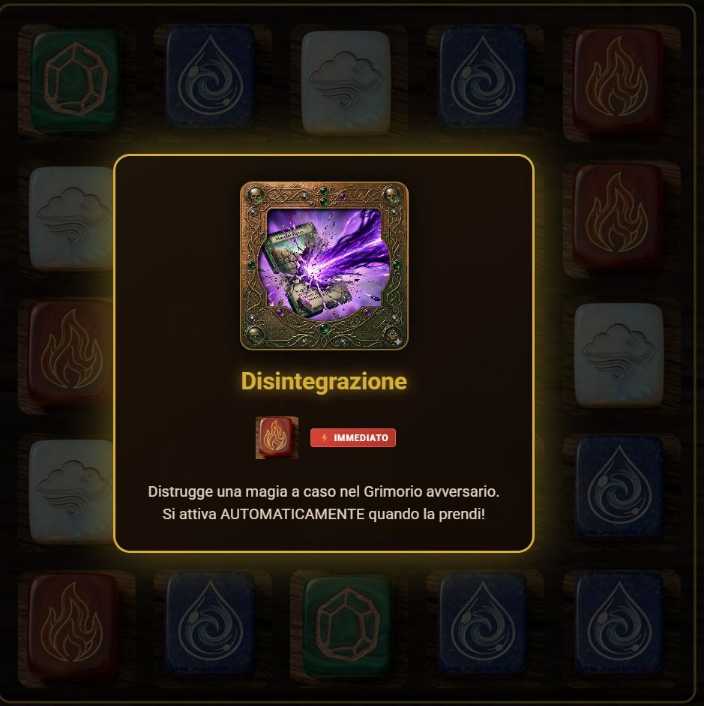 Disintegrazione
IMMEDIATO
Distrugge una magia a caso nel Grimorio avversario.
Si attiva AUTOMATICAMENTE quando la prendi!